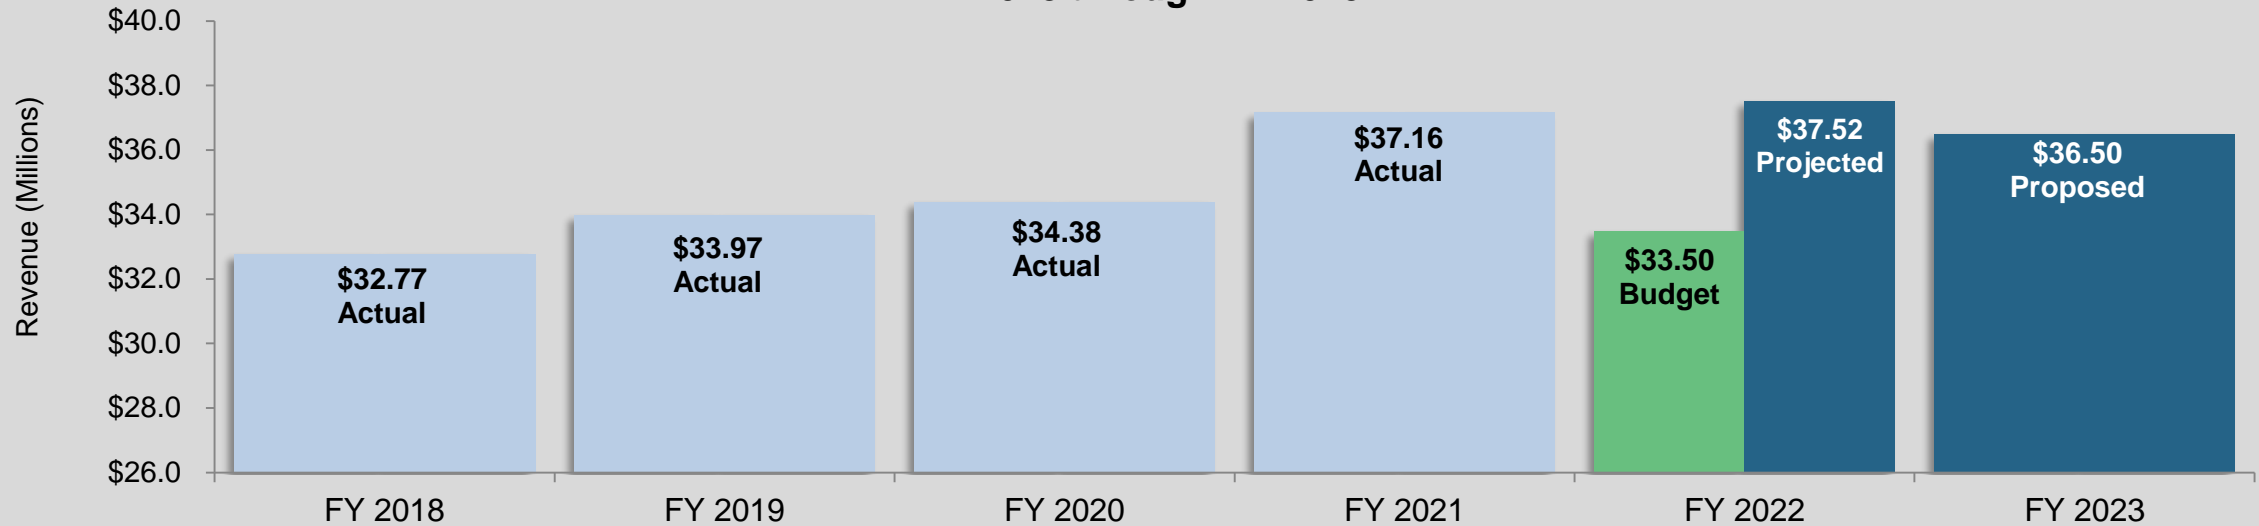 $40.0
$38.0
$36.0
$34.0
$32.0
$30.0
$28.0
$26.0
Revenue (Millions)
$32.77
Actual
$33.97
Actual
$34.38
Actual
$37.16
Actual
$33.50
Budget
$37.52
Projected
$36.50
Proposed
FY 2018
FY 2019
FY 2020
FY 2021
FY 2022
FY 2023